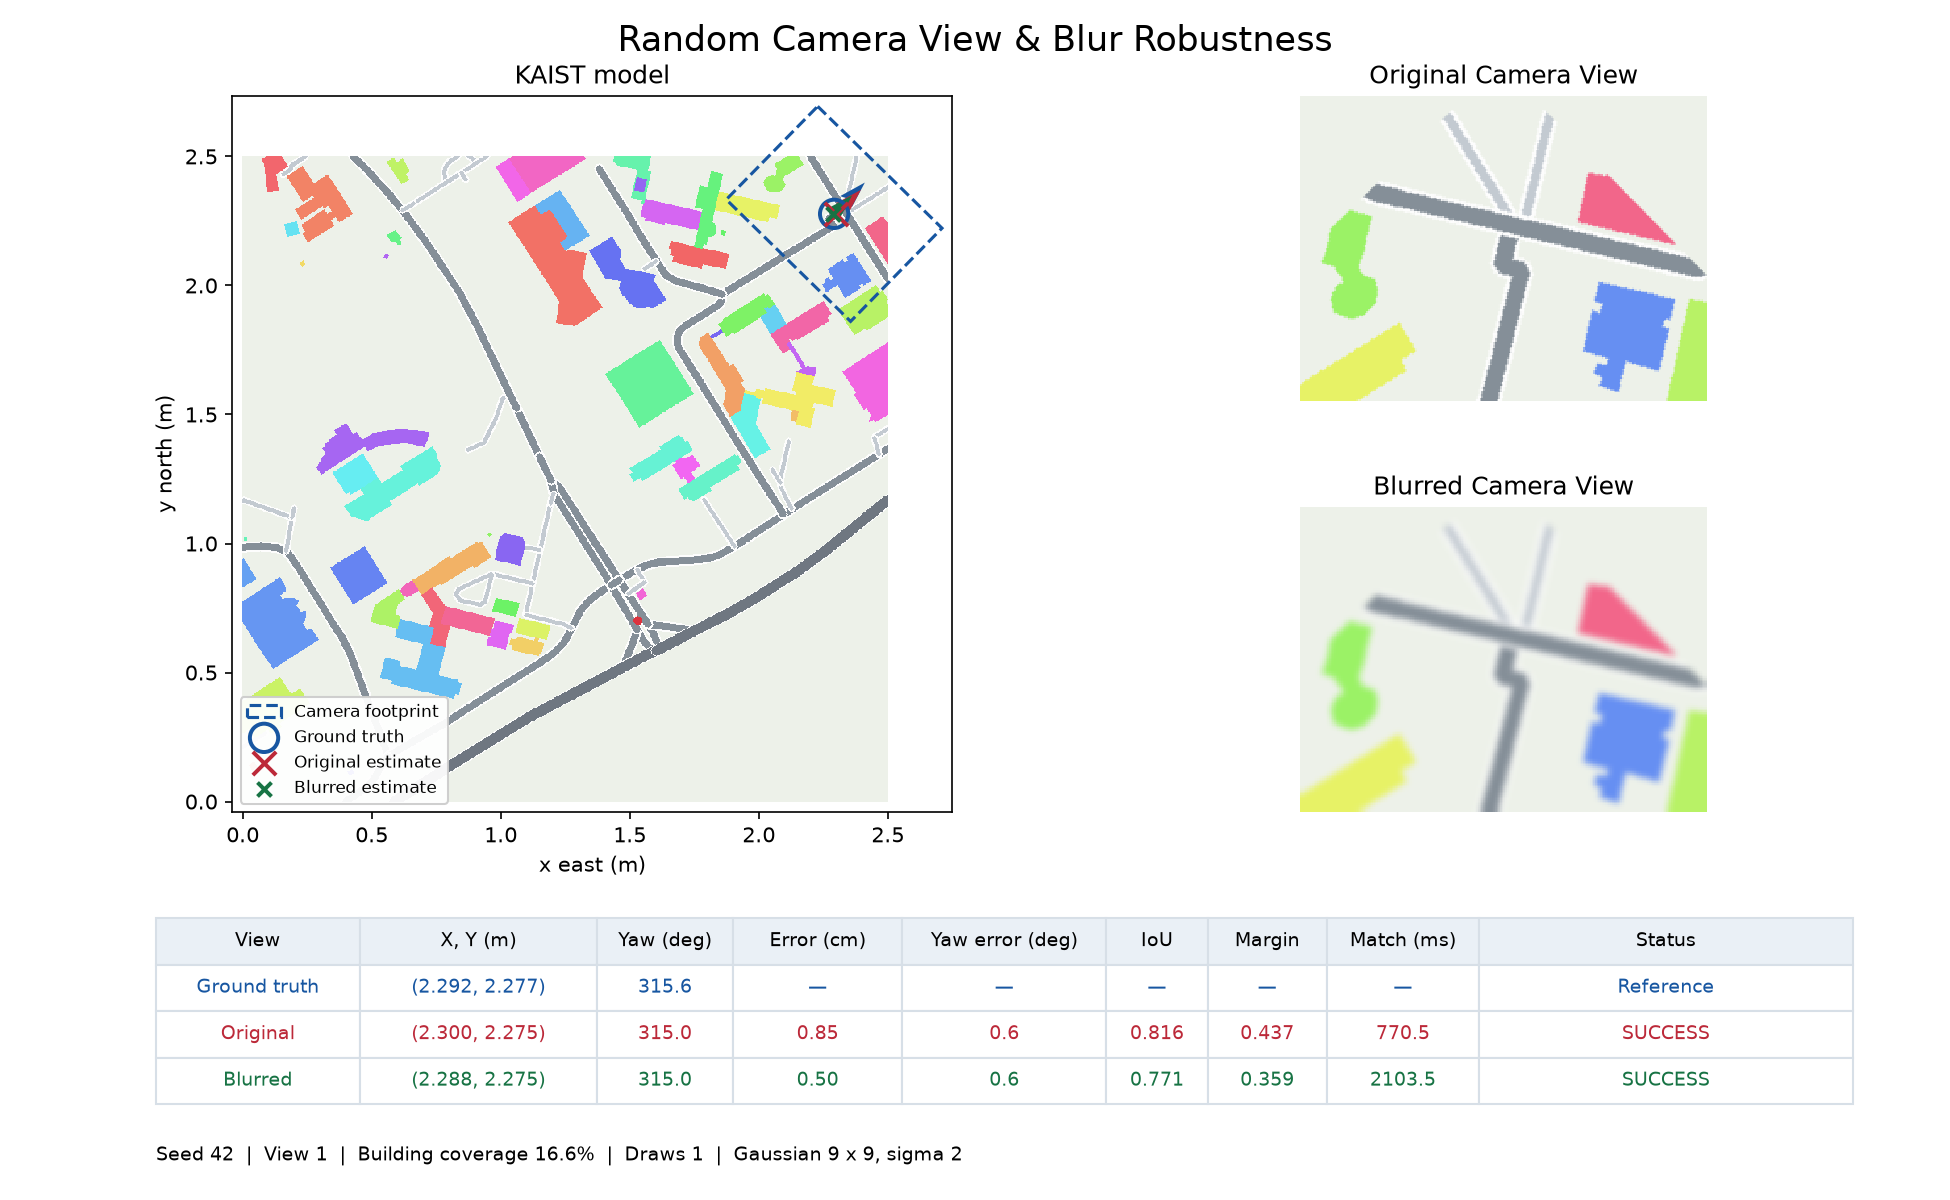 Random Camera View & Blur Robustness
KAIST model
Original Camera View
Blurred Camera View
y north (m)
2.5
2.0
1.5
1.0
0.5
0.0
Camera footprint
Ground truth
Original estimate
Blurred estimate
0.0 0.5 1.0 1.5 2.0 2.5
x east (m)
View X, Y (m) Yaw (deg) Error (cm) Yaw error (deg) IoU Margin Match (ms) Status
Ground truth (2.292, 2.277) 315.6 — — — — — Reference
Original (2.300, 2.275) 315.0 0.85 0.6 0.816 0.437 770.5 SUCCESS
Blurred (2.288, 2.275) 315.0 0.50 0.6 0.771 0.359 2103.5 SUCCESS
Seed 42 | View 1 | Building coverage 16.6% | Draws 1 | Gaussian 9 x 9, sigma 2